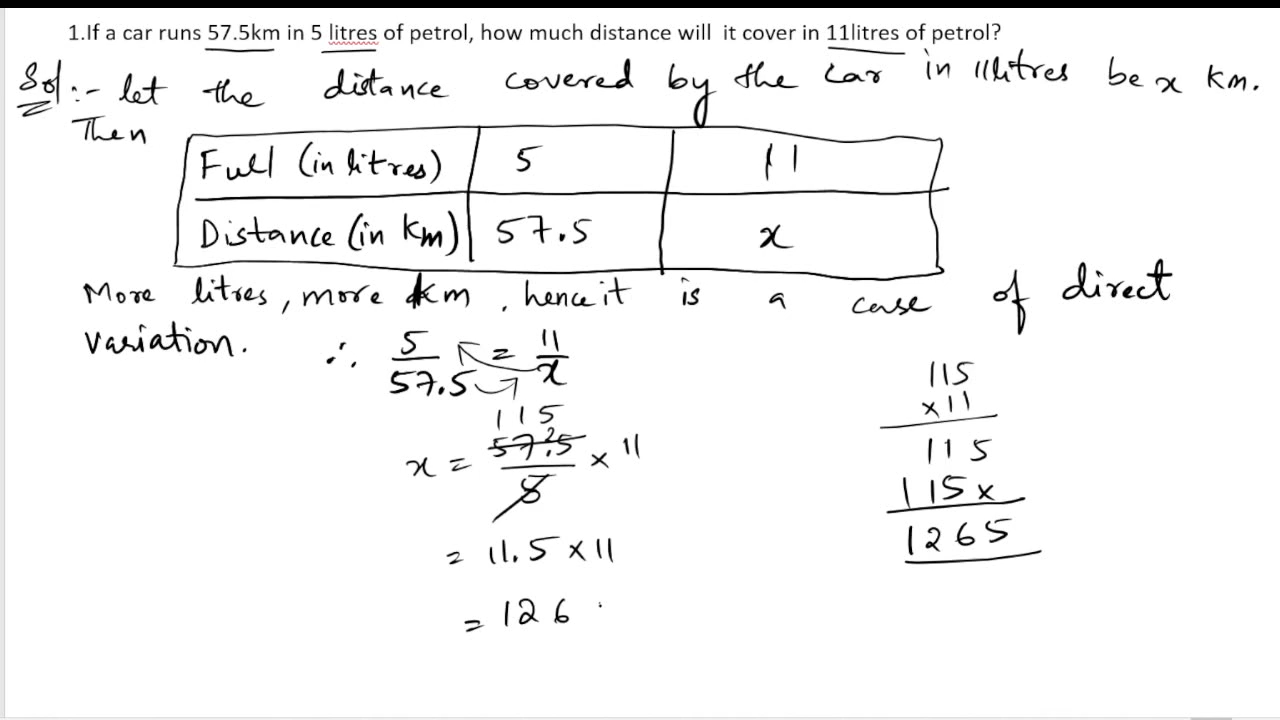 1.If a car runs 57.5km in 5 litres of petrol, how much distance will it cover in 11litres of petrol?
Sol :- let the distance covered by the car in 11litres be x km.
Then
Full (in litres) 5 11
Distance (in km) 57.5 x
More litres, more km, hence it is a case of direct
variation. ∴ 5/57.5 = 11/x
115
x = 57.5/5 × 11
2
= 11.5 × 11
= 126.
115
×11
115
115×
1265